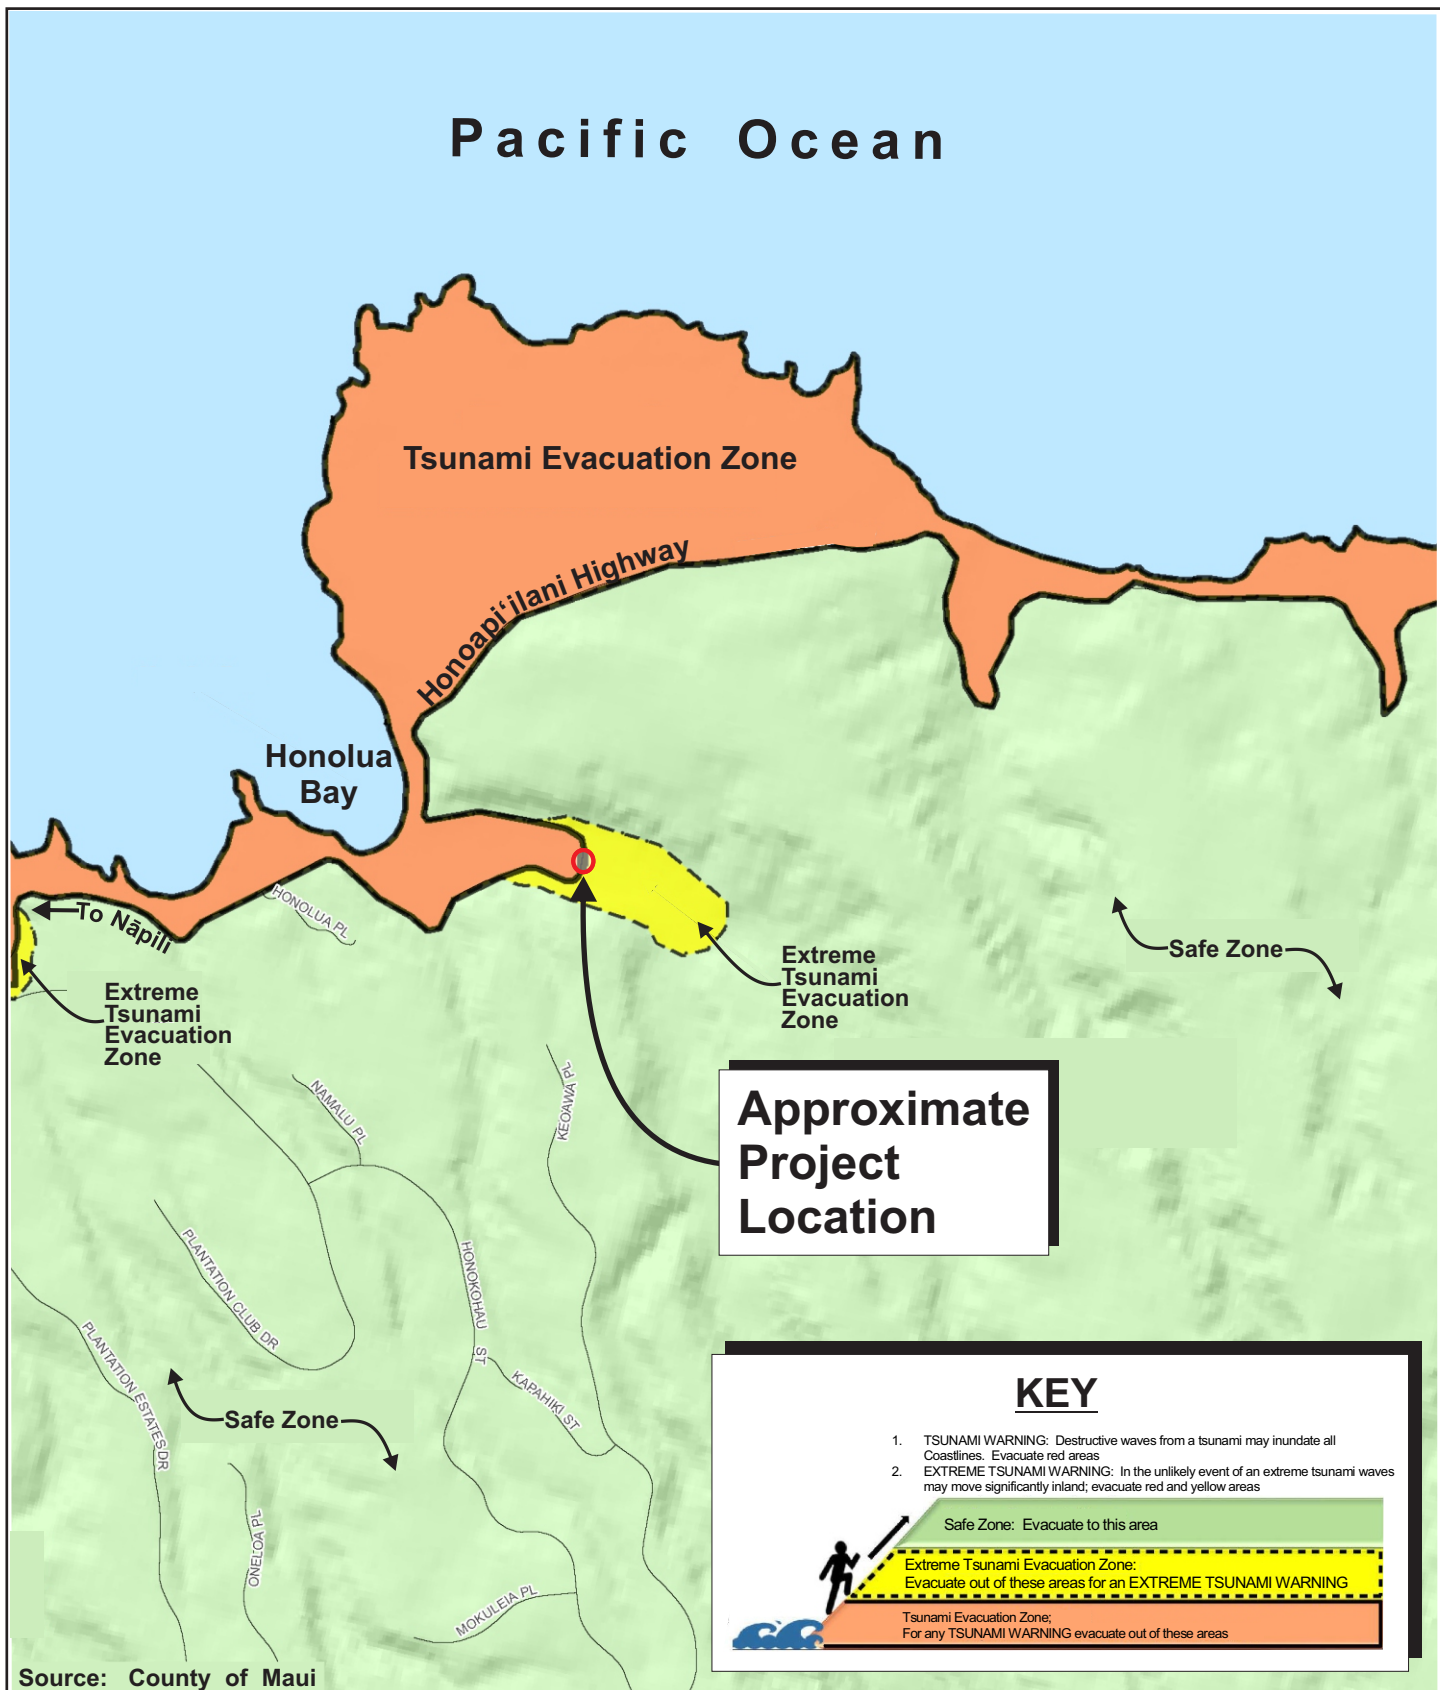 Pacific Ocean
Tsunami Evacuation Zone
Honoapi‘ilani Highway
Honolua
Bay
HONOLUA PL
To Nāpili
Extreme
Tsunami
Evacuation
Zone
Extreme
Tsunami
Evacuation
Zone
Safe Zone
Approximate
Project
Location
NAMALU PL
KEOAWA PL
PLANTATION CLUB DR
HONOKOHAU ST
PLANTATION ESTATES DR
KAPAHIKI ST
Safe Zone
ONELOA PL
MOKULEIA PL
KEY
1. TSUNAMI WARNING: Destructive waves from a tsunami may inundate all
Coastlines. Evacuate red areas
2. EXTREME TSUNAMI WARNING: In the unlikely event of an extreme tsunami waves
may move significantly inland; evacuate red and yellow areas
Safe Zone: Evacuate to this area
Extreme Tsunami Evacuation Zone:
Evacuate out of these areas for an EXTREME TSUNAMI WARNING
Tsunami Evacuation Zone;
For any TSUNAMI WARNING evacuate out of these areas
Source: County of Maui